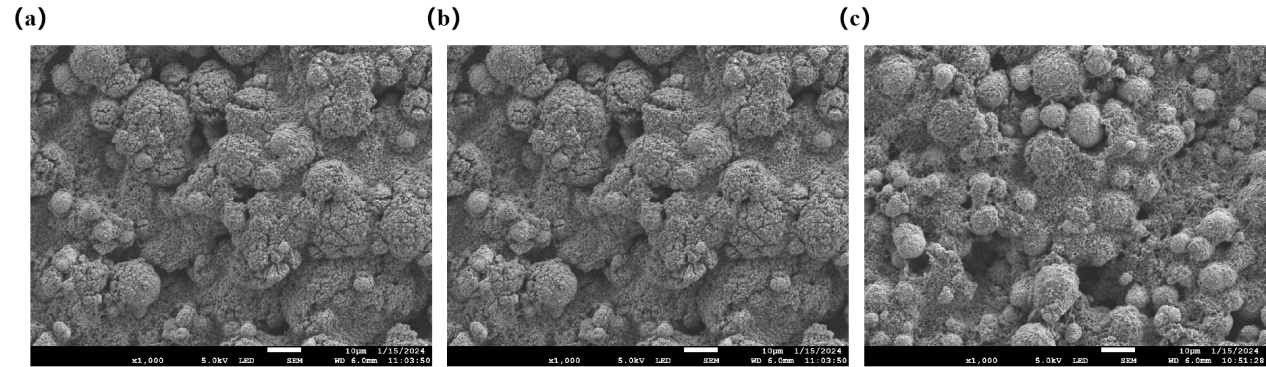 (a) (b) (c)
10μm 1/15/2024 10μm 1/15/2024 10μm 1/15/2024
x1,000 5.0kV LED SEM WD 6.0mm 11:03:50 x1,000 5.0kV LED SEM WD 6.0mm 11:03:50 x1,000 5.0kV LED SEM WD 6.0mm 10:51:28